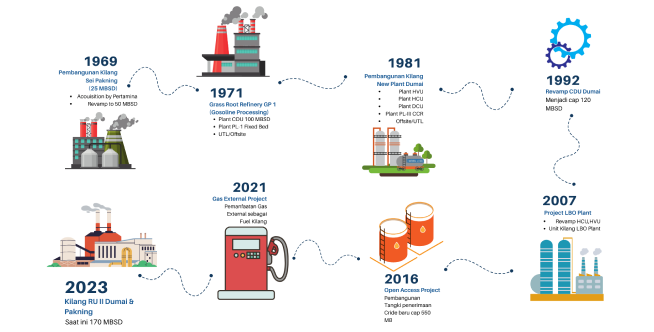 1969
Pembangunan Kilang
Sei Pakning
(25 MBSD)
• Acquisition by Pertamina
• Revamp to 50 MBSD
1971
Grass Root Refinery GP 1
(Gasoline Processing)
• Plant CDU 100 MBSD
• Plant PL-1 Fixed Bed
• UTL/Offsite
1981
Pembangunan Kilang
New Plant Dumai
• Plant HVU
• Plant HCU
• Plant DCU
• Plant PL-II CCR
• Offsite/UTL
1992
Revamp CDU Dumai
Menjadi cap 120
MBSD
2007
Project LBO Plant
• Revamp HCU,HVU
• Unit Kilang LBO Plant
2016
Open Access Project
Pembangunan
Tangki penerimaan
Cride baru cap 550
MB
2021
Gas External Project
Pemanfaatan Gas
External sebagai
Fuel Kilang
2023
Kilang RU II Dumai &
Pakning
Saat ini 170 MBSD